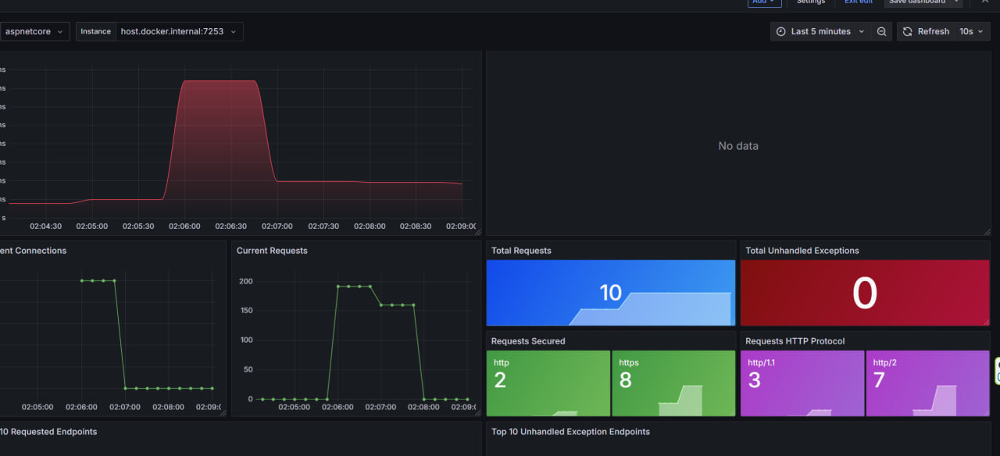 Add
Settings
Exit edit
Save dashboard
aspnetcore
Instance
host.docker.internal:7253
Last 5 minutes
Refresh
10s
s
02:04:30
02:05:00
02:05:30
02:06:00
02:06:30
02:07:00
02:07:30
02:08:00
02:08:30
02:09:00
No data
ent Connections
02:05:00
02:06:00
02:07:00
02:08:00
02:09:
Current Requests
200
150
100
50
0
02:05:00
02:06:00
02:07:00
02:08:00
02:09:
Total Requests
10
Total Unhandled Exceptions
0
Requests Secured
http
2
https
8
Requests HTTP Protocol
http/1.1
3
http/2
7
10 Requested Endpoints
Top 10 Unhandled Exception Endpoints